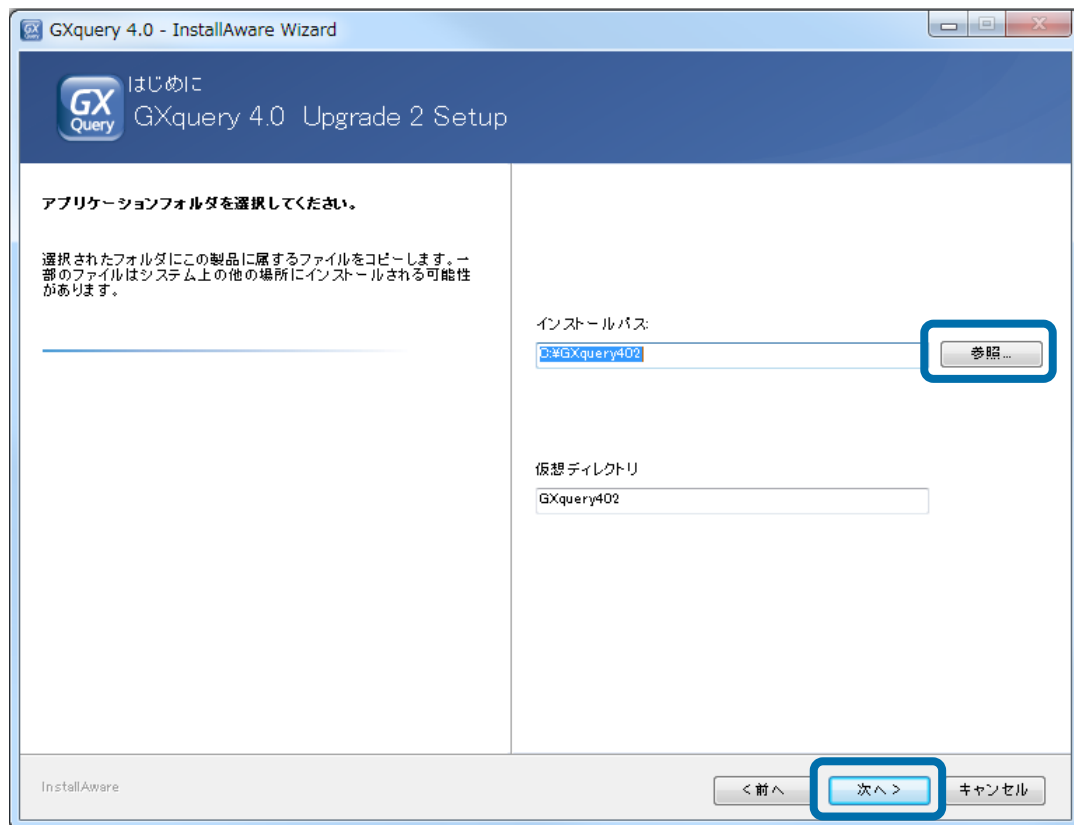 GXquery 4.0 - InstallAware Wizard
GX
Query
はじめに
GXquery 4.0 Upgrade 2 Setup
アプリケーションフォルダを選択してください。
選択されたフォルダにこの製品に属するファイルをコピーします。一
部のファイルはシステム上の他の場所にインストールされる可能性
があります。
インストールパス:
C:¥GXquery402
参照...
仮想ディレクトリ
GXquery402
InstallAware
< 前へ
次へ >
キャンセル